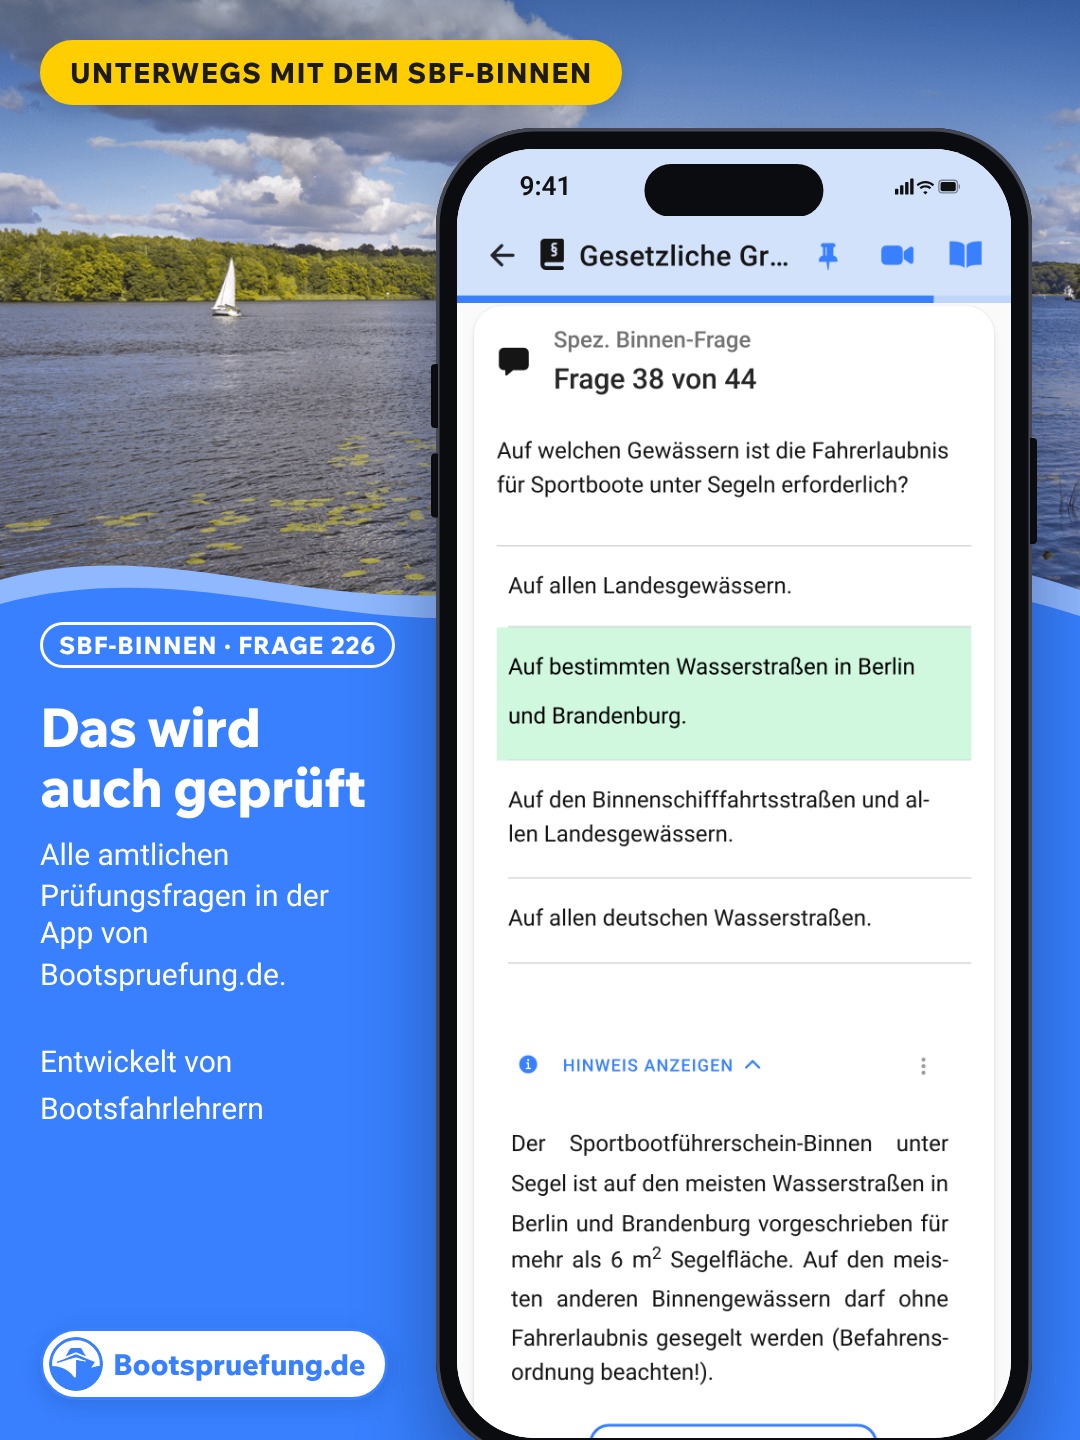 UNTERWEGS MIT DEM SBF-BINNEN
9:41
Gesetzliche Gr...
Spez. Binnen-Frage
Frage 38 von 44
Auf welchen Gewässern ist die Fahrerlaubnis
für Sportboote unter Segeln erforderlich?
Auf allen Landesgewässern.
Auf bestimmten Wasserstraßen in Berlin
und Brandenburg.
Auf den Binnenschifffahrtsstraßen und al-
len Landesgewässern.
Auf allen deutschen Wasserstraßen.
HINWEIS ANZEIGEN
Der Sportbootführerschein-Binnen unter
Segel ist auf den meisten Wasserstraßen in
Berlin und Brandenburg vorgeschrieben für
mehr als 6 m² Segelfläche. Auf den meis-
ten anderen Binnengewässern darf ohne
Fahrerlaubnis gesegelt werden (Befahrens-
ordnung beachten!).
SBF-BINNEN · FRAGE 226
Das wird
auch geprüft
Alle amtlichen
Prüfungsfragen in der
App von
Bootspruefung.de.
Entwickelt von
Bootsfahrlehrern
Bootspruefung.de